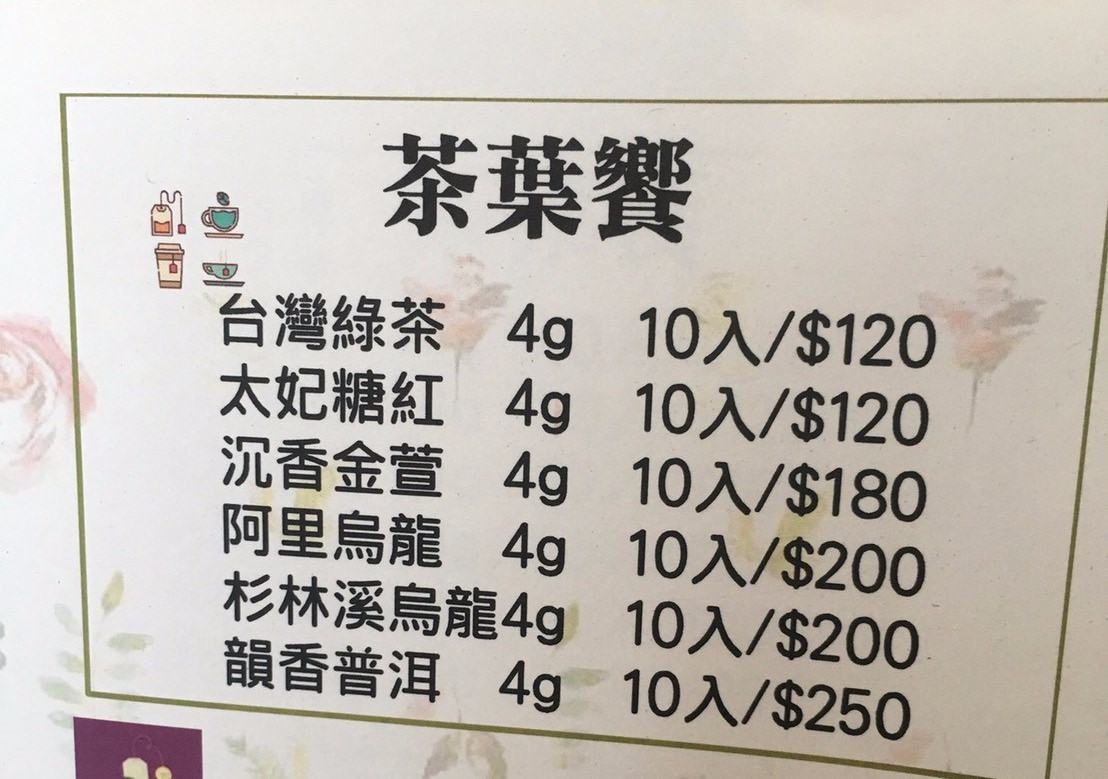 茶葉饗
台灣綠茶 4g 10入/$120
太妃糖紅 4g 10入/$120
沉香金萱 4g 10入/$180
阿里烏龍 4g 10入/$200
杉林溪烏龍4g 10入/$200
韻香普洱 4g 10入/$250